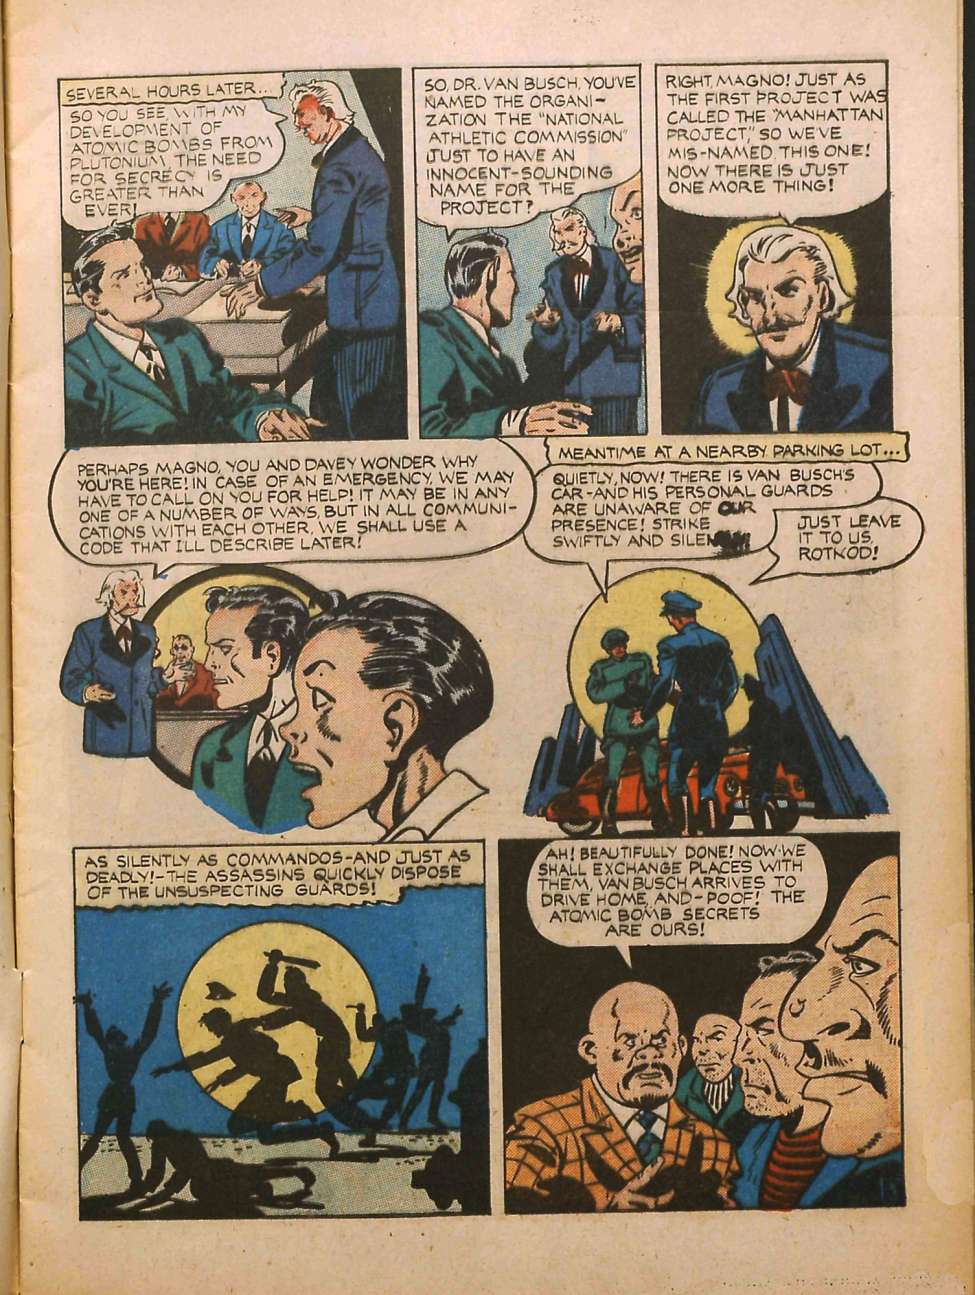 SEVERAL HOURS LATER...
SO YOU SEE, WITH MY
DEVELOPMENT OF
ATOMIC BOMBS FROM
PLUTONIUM, THE NEED
FOR SECRECY IS
GREATER THAN
EVER!
SO, DR. VAN BUSCH, YOU'VE
NAMED THE ORGANI-
ZATION THE "NATIONAL
ATHLETIC COMMISSION"
JUST TO HAVE AN
INNOCENT-SOUNDING
NAME FOR THE
PROJECT?
RIGHT, MAGNO! JUST AS
THE FIRST PROJECT WAS
CALLED THE "MANHATTAN
PROJECT," SO WE'VE
MIS-NAMED THIS ONE!
NOW THERE IS JUST
ONE MORE THING!
PERHAPS MAGNO, YOU AND DAVEY WONDER WHY
YOU'RE HERE! IN CASE OF AN EMERGENCY, WE MAY
HAVE TO CALL ON YOU FOR HELP! IT MAY BE IN ANY
ONE OF A NUMBER OF WAYS, BUT IN ALL COMMUNI-
CATIONS WITH EACH OTHER, WE SHALL USE A
CODE THAT I'LL DESCRIBE LATER!
MEANTIME AT A NEARBY PARKING LOT...
QUIETLY, NOW! THERE IS VAN BUSCH'S
CAR-AND HIS PERSONAL GUARDS
ARE UNAWARE OF OUR
PRESENCE! STRIKE
SWIFTLY AND
JUST LEAVE
IT TO US,
ROTKOD!
AS SILENTLY AS COMMANDOS-AND JUST AS
DEADLY!-THE ASSASSINS QUICKLY DISPOSE
OF THE UNSUSPECTING GUARDS!
AH! BEAUTIFULLY DONE! NOW-WE
SHALL EXCHANGE PLACES WITH
THEM, VAN BUSCH ARRIVES TO
DRIVE HOME, AND-POOF! THE
ATOMIC BOMB SECRETS
ARE OURS!